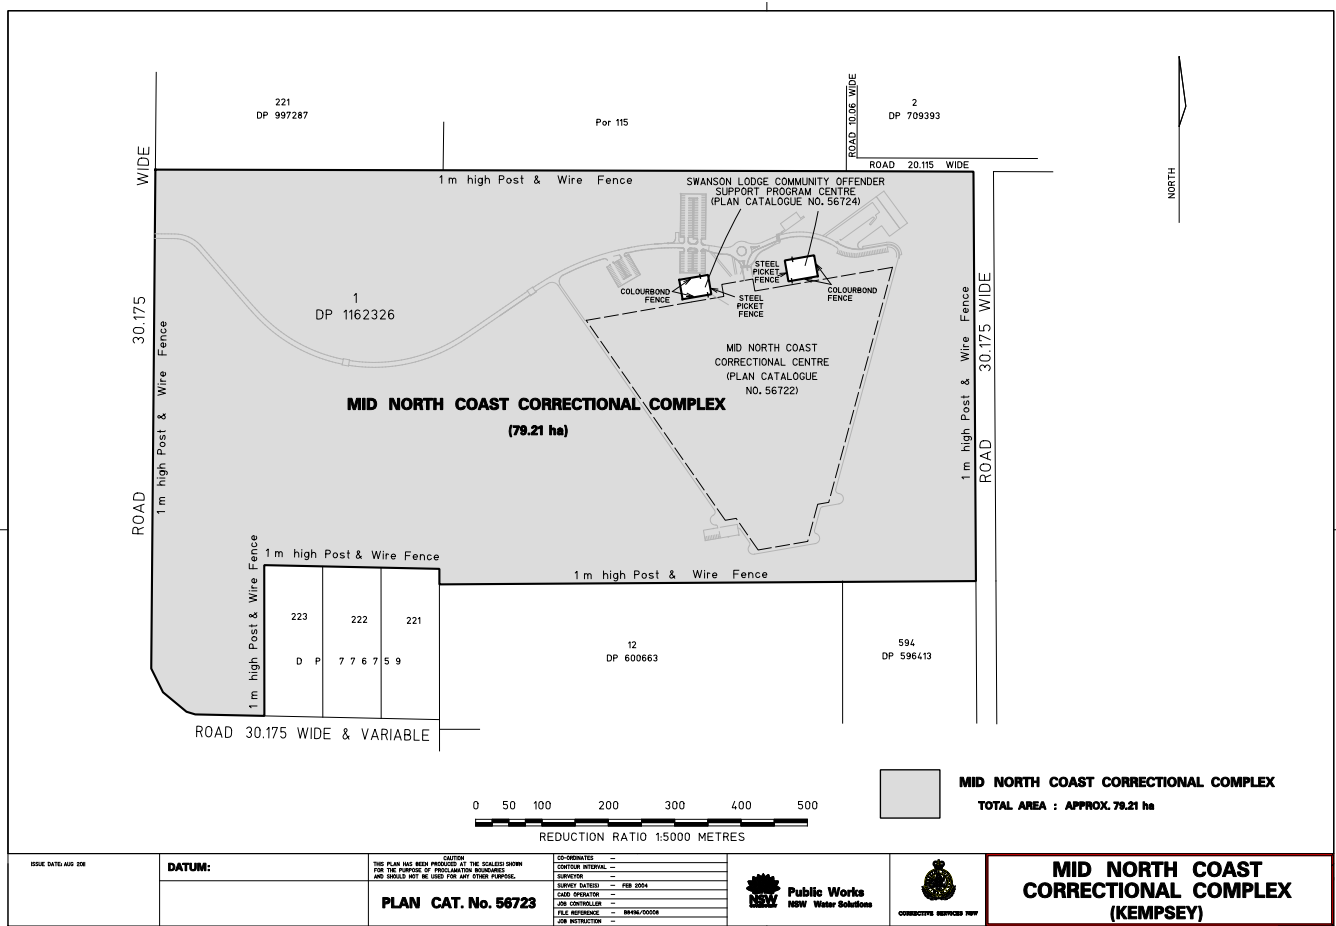 221
DP 997287
Por 115
ROAD 10.06 WIDE
2
DP 709393
ROAD 20.115 WIDE
NORTH
1 m high Post & Wire Fence
SWANSON LODGE COMMUNITY OFFENDER
SUPPORT PROGRAM CENTRE
(PLAN CATALOGUE NO. 56724)
ROAD 30.175 WIDE
1 m high Post & Wire Fence
1
DP 1162326
COLOURBOND
FENCE
STEEL
PICKET
FENCE
STEEL
PICKET
FENCE
COLOURBOND
FENCE
MID NORTH COAST
CORRECTIONAL CENTRE
(PLAN CATALOGUE
NO. 56722)
MID NORTH COAST CORRECTIONAL COMPLEX
(79.21 ha)
1 m high Post & Wire Fence
ROAD 30.175 WIDE
1 m high Post & Wire Fence
1 m high Post & Wire Fence
1 m high Post & Wire Fence
223
222
221
D P 7 7 6 7 5 9
12
DP 600663
594
DP 596413
ROAD 30.175 WIDE & VARIABLE
MID NORTH COAST CORRECTIONAL COMPLEX
TOTAL AREA : APPROX. 79.21 ha
0 50 100 200 300 400 500
REDUCTION RATIO 1:5000 METRES
ISSUE DATE: AUG 2011
DATUM:
CAUTION
THIS PLAN HAS BEEN PRODUCED AT THE SCALE(S) SHOWN
FOR THE PURPOSE OF PROCLAMATION BOUNDARIES
AND SHOULD NOT BE USED FOR ANY OTHER PURPOSE.
PLAN CAT. No. 56723
CO-ORDINATES –
CONTOUR INTERVAL –
SURVEYOR –
SURVEY DATE(S) – FEB 2004
CADD OPERATOR –
JOB CONTROLLER –
FILE REFERENCE – B8496/00008
JOB INSTRUCTION –
NSW
Public Works
NSW Water Solutions
CORRECTIVE SERVICES NSW
MID NORTH COAST
CORRECTIONAL COMPLEX
(KEMPSEY)